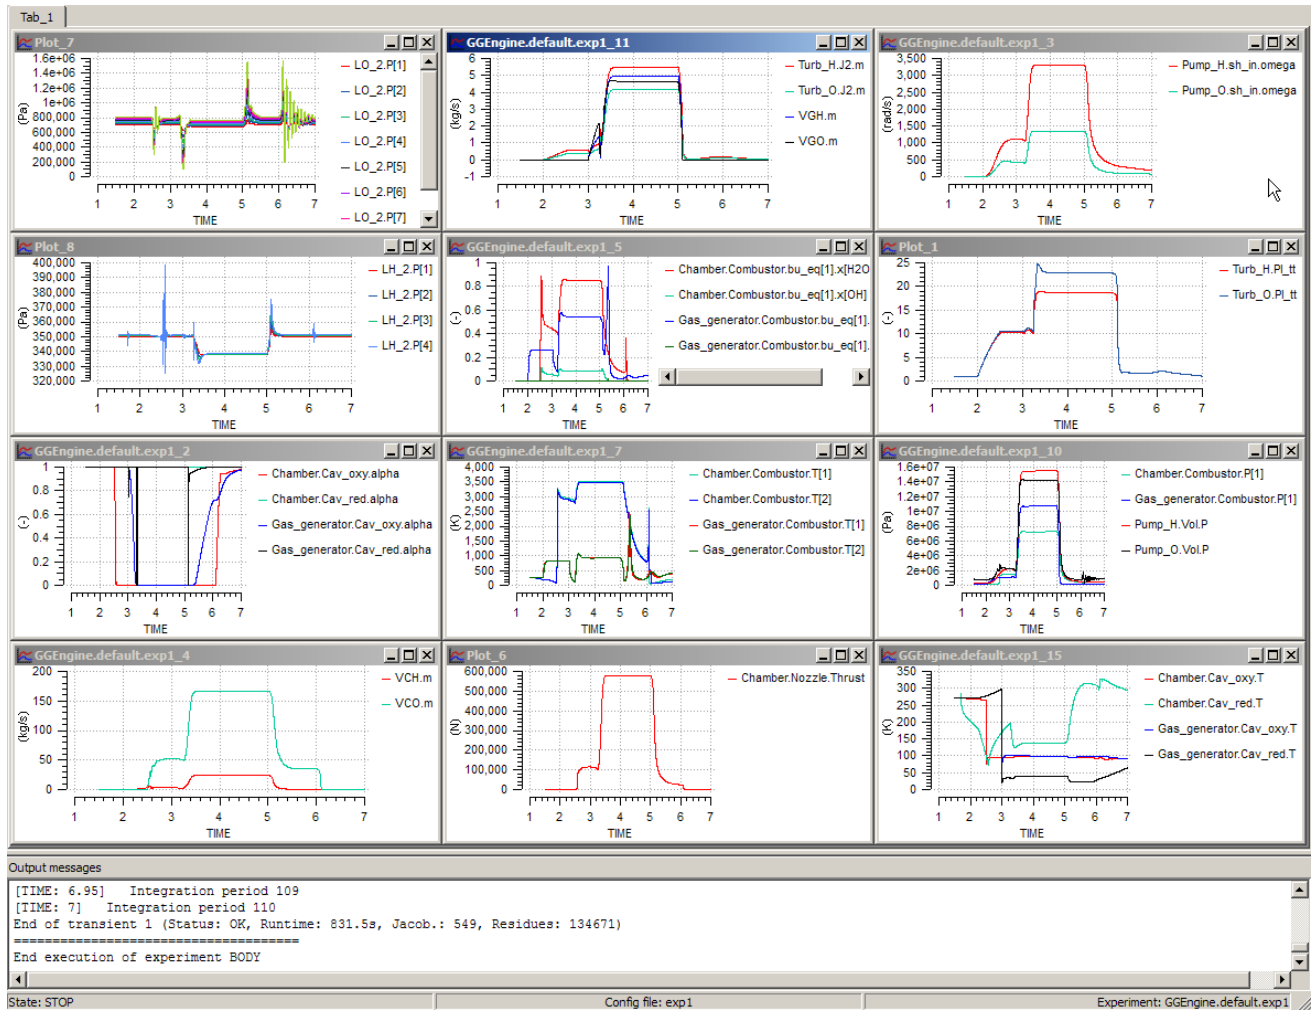 Tab_1
Plot_7
1.6e+06
1.4e+06
1.2e+06
1e+06
800,000
600,000
400,000
200,000
0
(Pa)
1 2 3 4 5 6 7
TIME
LO_2.P[1]
LO_2.P[2]
LO_2.P[3]
LO_2.P[4]
LO_2.P[5]
LO_2.P[6]
LO_2.P[7]
GGEngine.default.exp1_11
6
5
4
3
2
1
0
-1
(kg/s)
2 3 4 5 6 7
TIME
Turb_H.J2.m
Turb_O.J2.m
VGH.m
VGO.m
GGEngine.default.exp1_3
3,500
3,000
2,500
2,000
1,500
1,000
500
0
(rad/s)
1 2 3 4 5 6 7
TIME
Pump_H.sh_in.omega
Pump_O.sh_in.omega
Plot_8
400,000
390,000
380,000
370,000
360,000
350,000
340,000
330,000
320,000
(Pa)
1 2 3 4 5 6 7
TIME
LH_2.P[1]
LH_2.P[2]
LH_2.P[3]
LH_2.P[4]
GGEngine.default.exp1_5
1
0.8
0.6
0.4
0.2
0
(-)
1 2 3 4 5 6 7
TIME
Chamber.Combustor.bu_eq[1].x[H2O
Chamber.Combustor.bu_eq[1].x[OH]
Gas_generator.Combustor.bu_eq[1].
Gas_generator.Combustor.bu_eq[1].
Plot_1
25
20
15
10
5
0
(-)
1 2 3 4 5 6 7
TIME
Turb_H.PI_tt
Turb_O.PI_tt
GGEngine.default.exp1_2
1
0.8
0.6
0.4
0.2
0
(-)
1 2 3 4 5 6 7
TIME
Chamber.Cav_oxy.alpha
Chamber.Cav_red.alpha
Gas_generator.Cav_oxy.alpha
Gas_generator.Cav_red.alpha
GGEngine.default.exp1_7
4,000
3,500
3,000
2,500
2,000
1,500
1,000
500
0
(K)
1 2 3 4 5 6 7
TIME
Chamber.Combustor.T[1]
Chamber.Combustor.T[2]
Gas_generator.Combustor.T[1]
Gas_generator.Combustor.T[2]
GGEngine.default.exp1_10
1.6e+07
1.4e+07
1.2e+07
1e+07
8e+06
6e+06
4e+06
2e+06
0
(Pa)
1 2 3 4 5 6 7
TIME
Chamber.Combustor.P[1]
Gas_generator.Combustor.P[1]
Pump_H.Vol.P
Pump_O.Vol.P
GGEngine.default.exp1_4
200
150
100
50
0
(kg/s)
1 2 3 4 5 6 7
TIME
VCH.m
VCO.m
Plot_6
600,000
500,000
400,000
300,000
200,000
100,000
0
(N)
1 2 3 4 5 6 7
TIME
Chamber.Nozzle.Thrust
GGEngine.default.exp1_15
350
300
250
200
150
100
50
0
(K)
1 2 3 4 5 6 7
TIME
Chamber.Cav_oxy.T
Chamber.Cav_red.T
Gas_generator.Cav_oxy.T
Gas_generator.Cav_red.T
Output messages
[TIME: 6.95] Integration period 109
[TIME: 7] Integration period 110
End of transient 1 (Status: OK, Runtime: 831.5s, Jacob.: 549, Residues: 134671)
=====================================
End execution of experiment BODY
State: STOP
Config file: exp1
Experiment: GGEngine.default.exp1